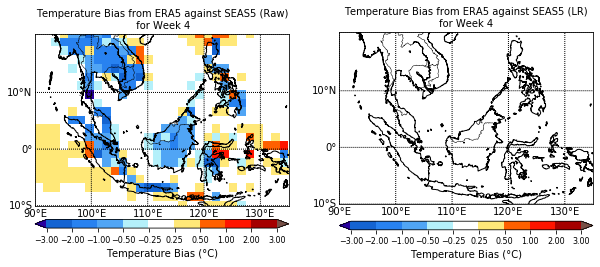 Temperature Bias from ERA5 against SEAS5 (Raw)
for Week 4
10°N
0°
10°S
90°E 100°E 110°E 120°E 130°E
−3.00 −2.00 −1.00 −0.50 −0.25 0.25 0.50 1.00 2.00 3.00
Temperature Bias (°C)
Temperature Bias from ERA5 against SEAS5 (LR)
for Week 4
10°N
0°
10°S
90°E 100°E 110°E 120°E 130°E
−3.00 −2.00 −1.00 −0.50 −0.25 0.25 0.50 1.00 2.00 3.00
Temperature Bias (°C)